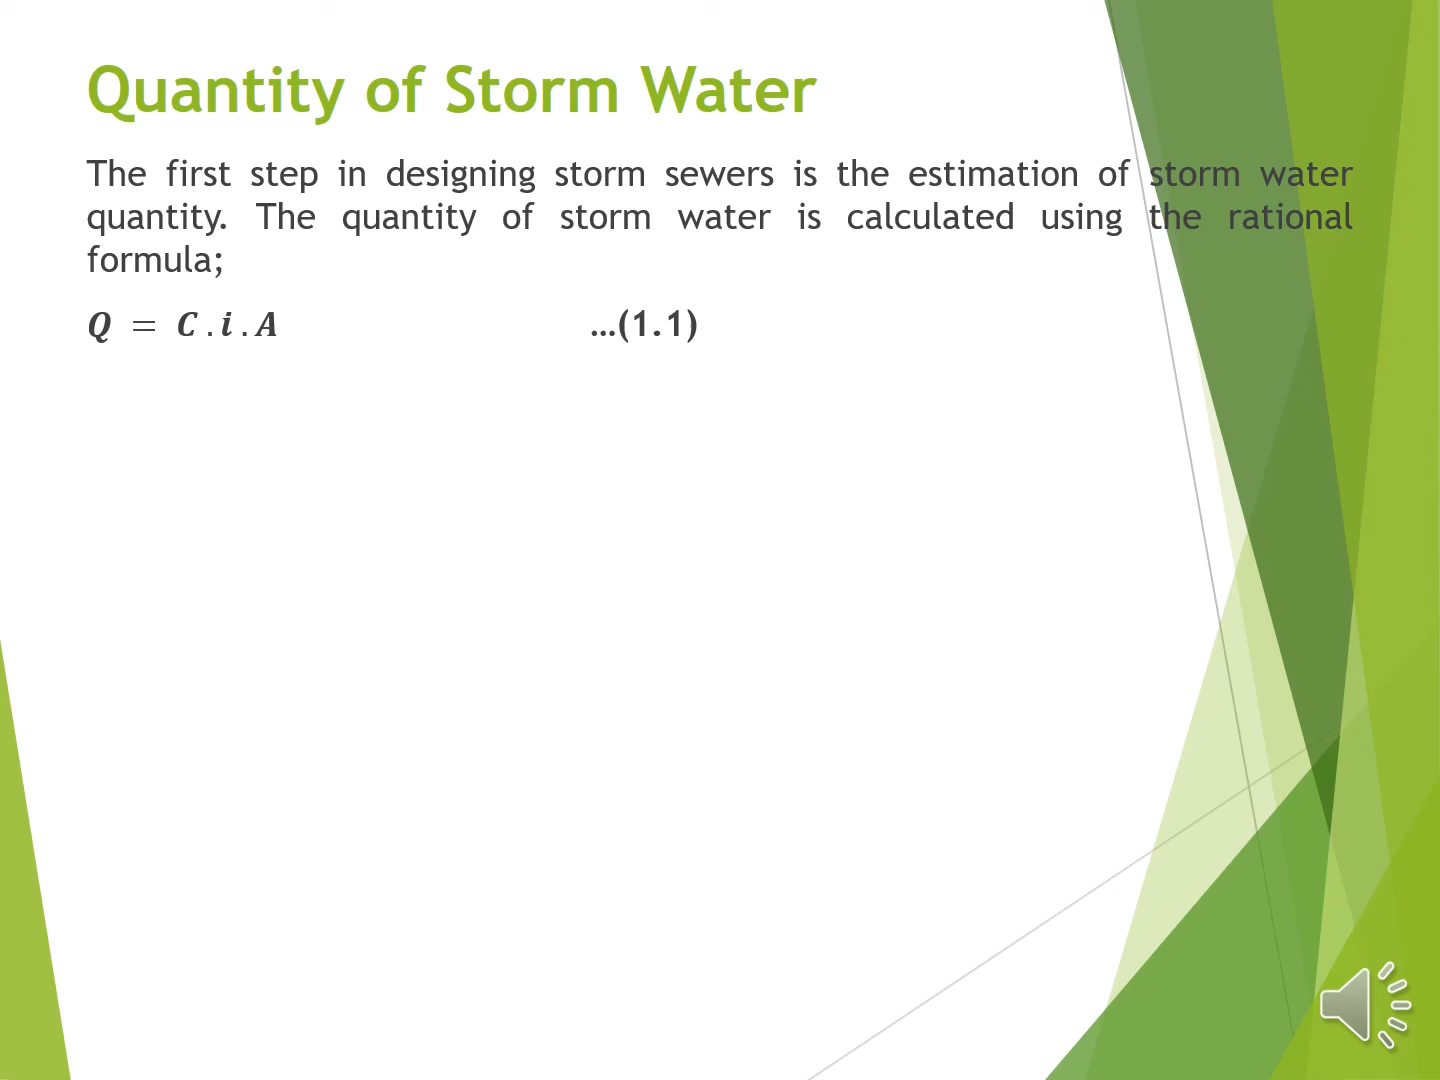 Quantity of Storm Water
The first step in designing storm sewers is the estimation of storm water
quantity. The quantity of storm water is calculated using the rational
formula;
Q = C . i . A ...(1.1)